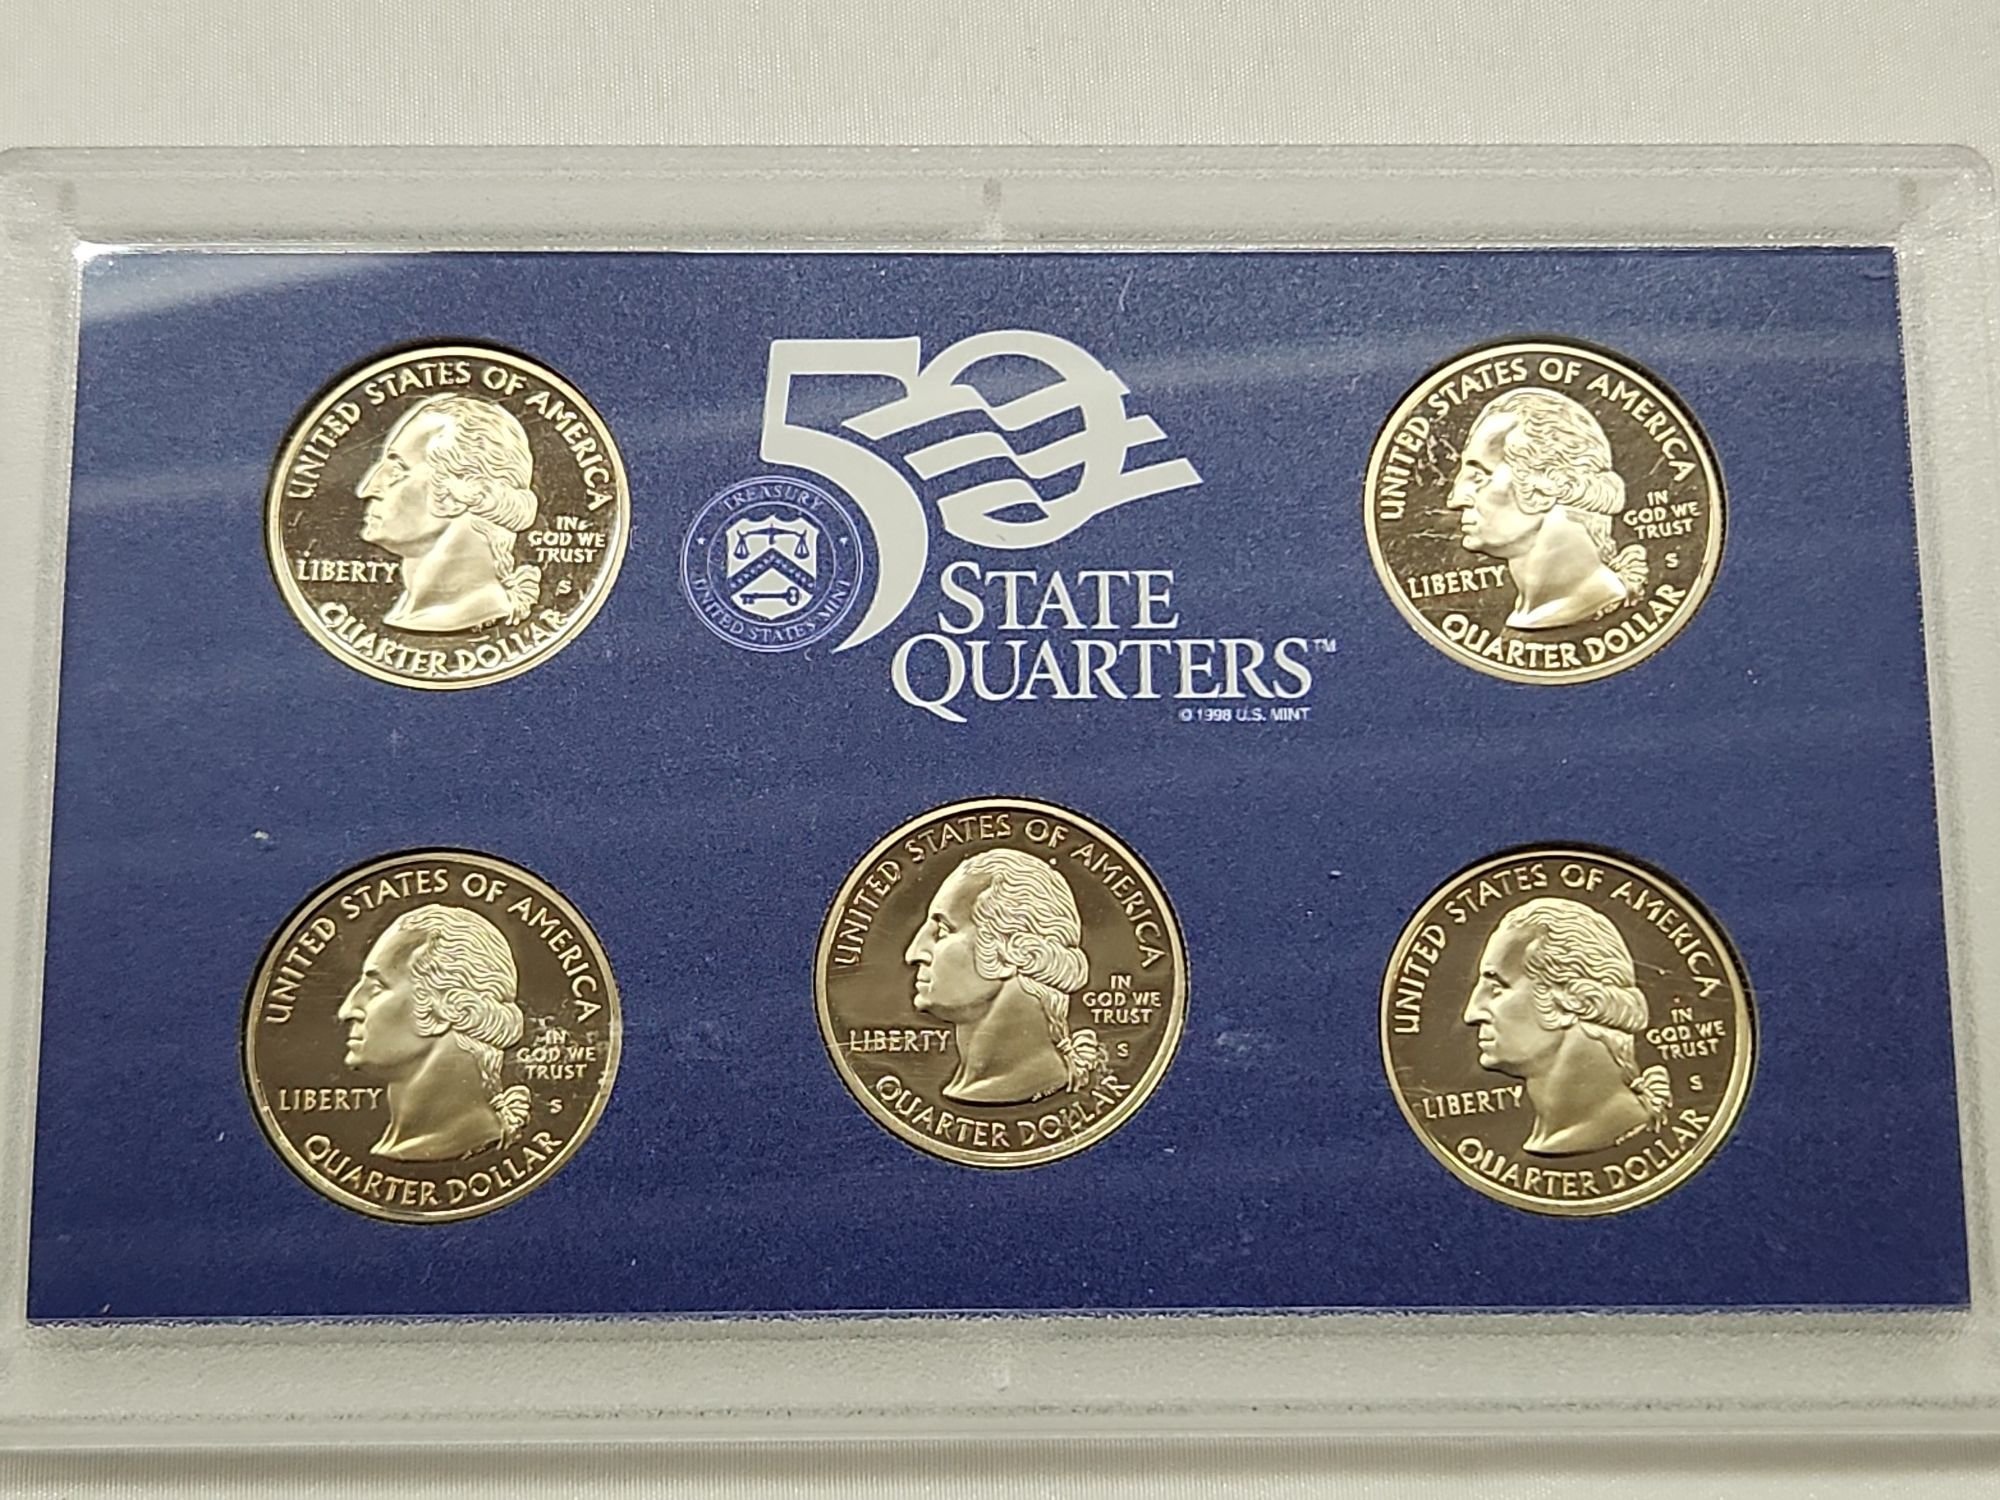 UNITED STATES OF AMERICA
IN
GOD WE
TRUST
LIBERTY
S
QUARTER DOLLAR
50
STATE
QUARTERS™
© 1998 U.S. MINT
TREASURY
UNITED STATES MINT
UNITED STATES OF AMERICA
IN
GOD WE
TRUST
LIBERTY
S
QUARTER DOLLAR
UNITED STATES OF AMERICA
IN
GOD WE
TRUST
LIBERTY
S
QUARTER DOLLAR
UNITED STATES OF AMERICA
IN
GOD WE
TRUST
LIBERTY
S
QUARTER DOLLAR
UNITED STATES OF AMERICA
IN
GOD WE
TRUST
LIBERTY
S
QUARTER DOLLAR